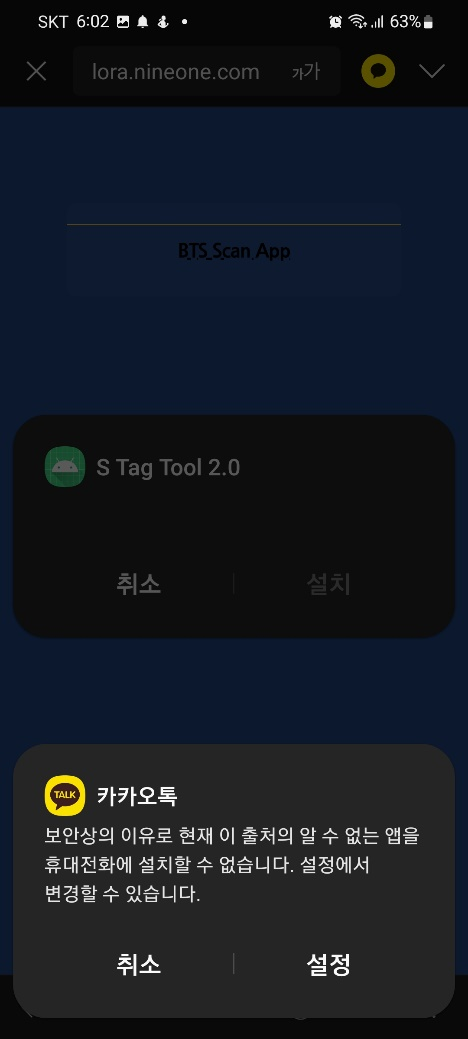 SKT 6:02 63%
lora.nineone.com 가가
BTS_Scan_App
S Tag Tool 2.0
취소 설치
TALK 카카오톡
보안상의 이유로 현재 이 출처의 알 수 없는 앱을
휴대전화에 설치할 수 없습니다. 설정에서
변경할 수 있습니다.
취소 설정